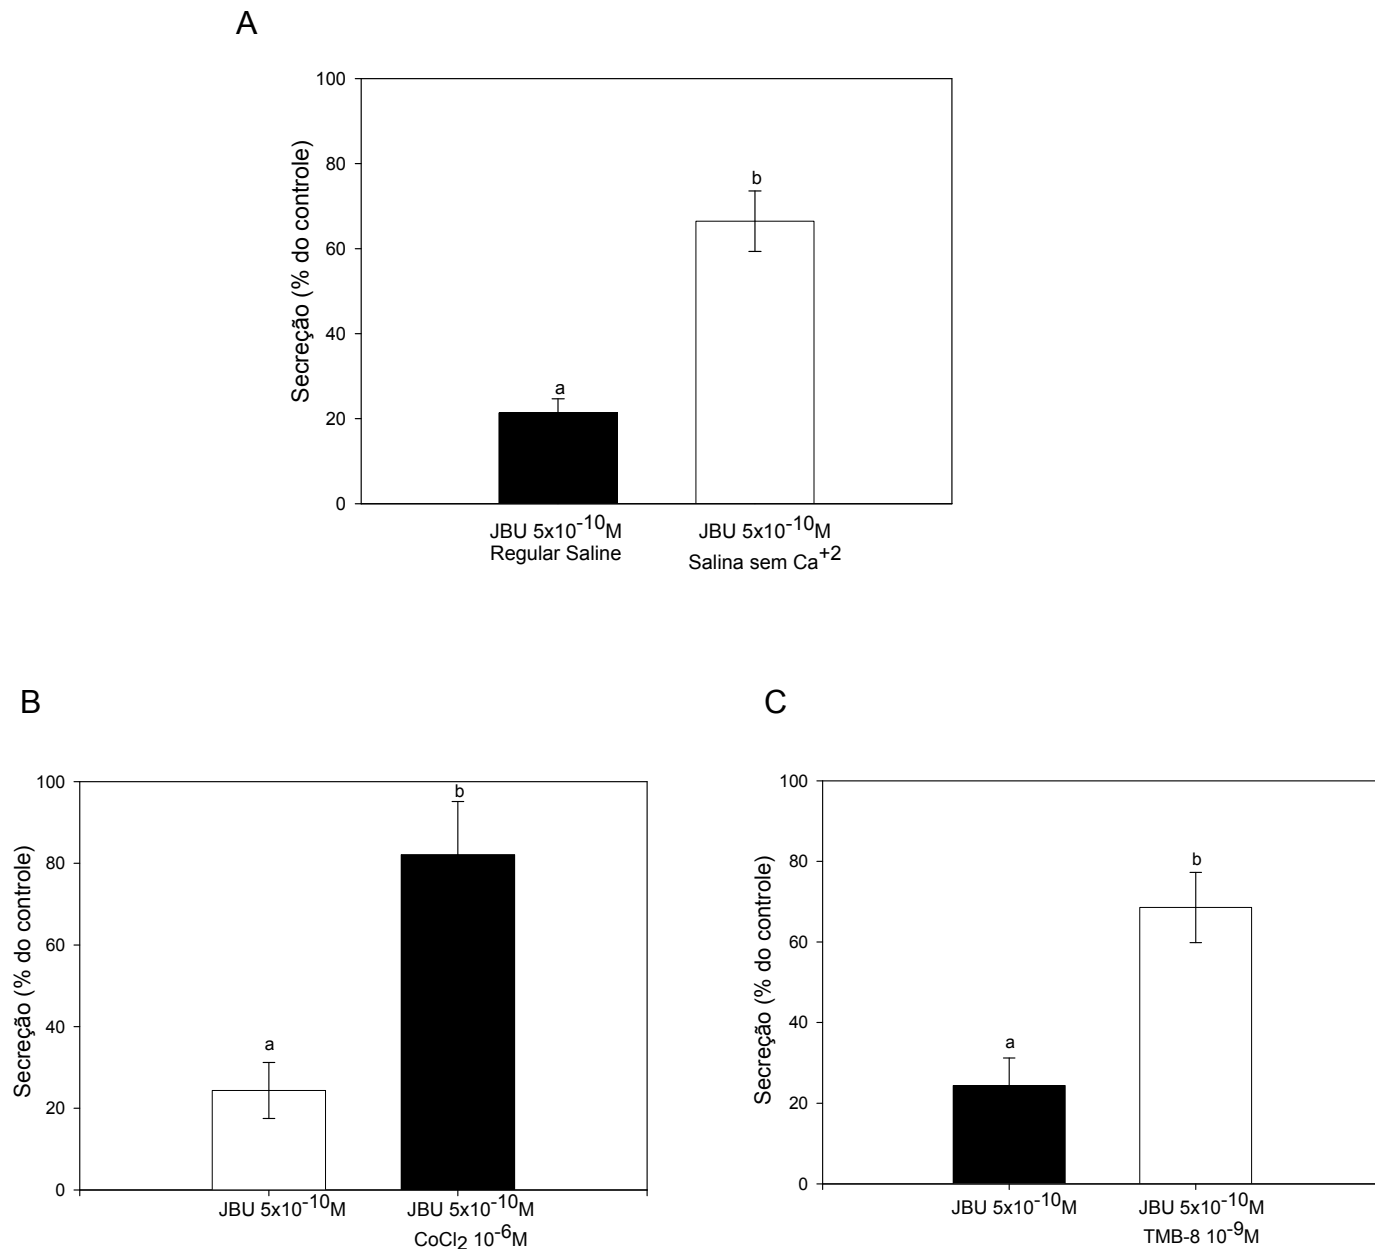 A
Secreção (% do controle)
100
80
60
40
20
0
a
b
JBU 5x10⁻¹⁰M
Regular Saline
JBU 5x10⁻¹⁰M
Salina sem Ca⁺²
B
Secreção (% do controle)
100
80
60
40
20
0
a
b
JBU 5x10⁻¹⁰M
JBU 5x10⁻¹⁰M
CoCl₂ 10⁻⁶M
C
Secreção (% do controle)
100
80
60
40
20
0
a
b
JBU 5x10⁻¹⁰M
JBU 5x10⁻¹⁰M
TMB-8 10⁻⁹M